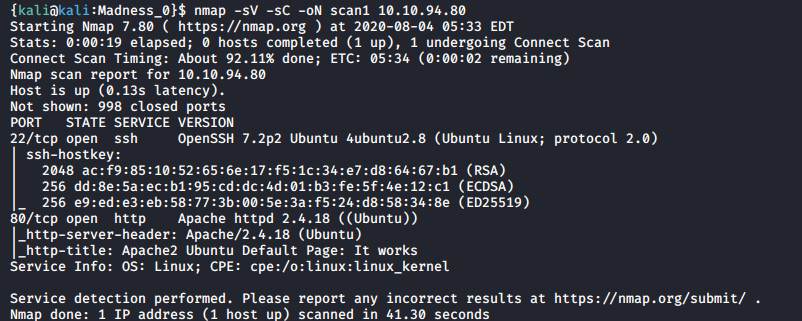 {kali@kali:Madness_0}$ nmap -sV -sC -oN scan1 10.10.94.80
Starting Nmap 7.80 ( https://nmap.org ) at 2020-08-04 05:33 EDT
Stats: 0:00:19 elapsed; 0 hosts completed (1 up), 1 undergoing Connect Scan
Connect Scan Timing: About 92.11% done; ETC: 05:34 (0:00:02 remaining)
Nmap scan report for 10.10.94.80
Host is up (0.13s latency).
Not shown: 998 closed ports
PORT   STATE SERVICE VERSION
22/tcp open  ssh     OpenSSH 7.2p2 Ubuntu 4ubuntu2.8 (Ubuntu Linux; protocol 2.0)
| ssh-hostkey:
|   2048 ac:f9:85:10:52:65:6e:17:f5:1c:34:e7:d8:64:67:b1 (RSA)
|   256 dd:8e:5a:ec:b1:95:cd:dc:4d:01:b3:fe:5f:4e:12:c1 (ECDSA)
|_  256 e9:ed:e3:eb:58:77:3b:00:5e:3a:f5:24:d8:58:34:8e (ED25519)
80/tcp open  http    Apache httpd 2.4.18 ((Ubuntu))
|_http-server-header: Apache/2.4.18 (Ubuntu)
|_http-title: Apache2 Ubuntu Default Page: It works
Service Info: OS: Linux; CPE: cpe:/o:linux:linux_kernel

Service detection performed. Please report any incorrect results at https://nmap.org/submit/ .
Nmap done: 1 IP address (1 host up) scanned in 41.30 seconds